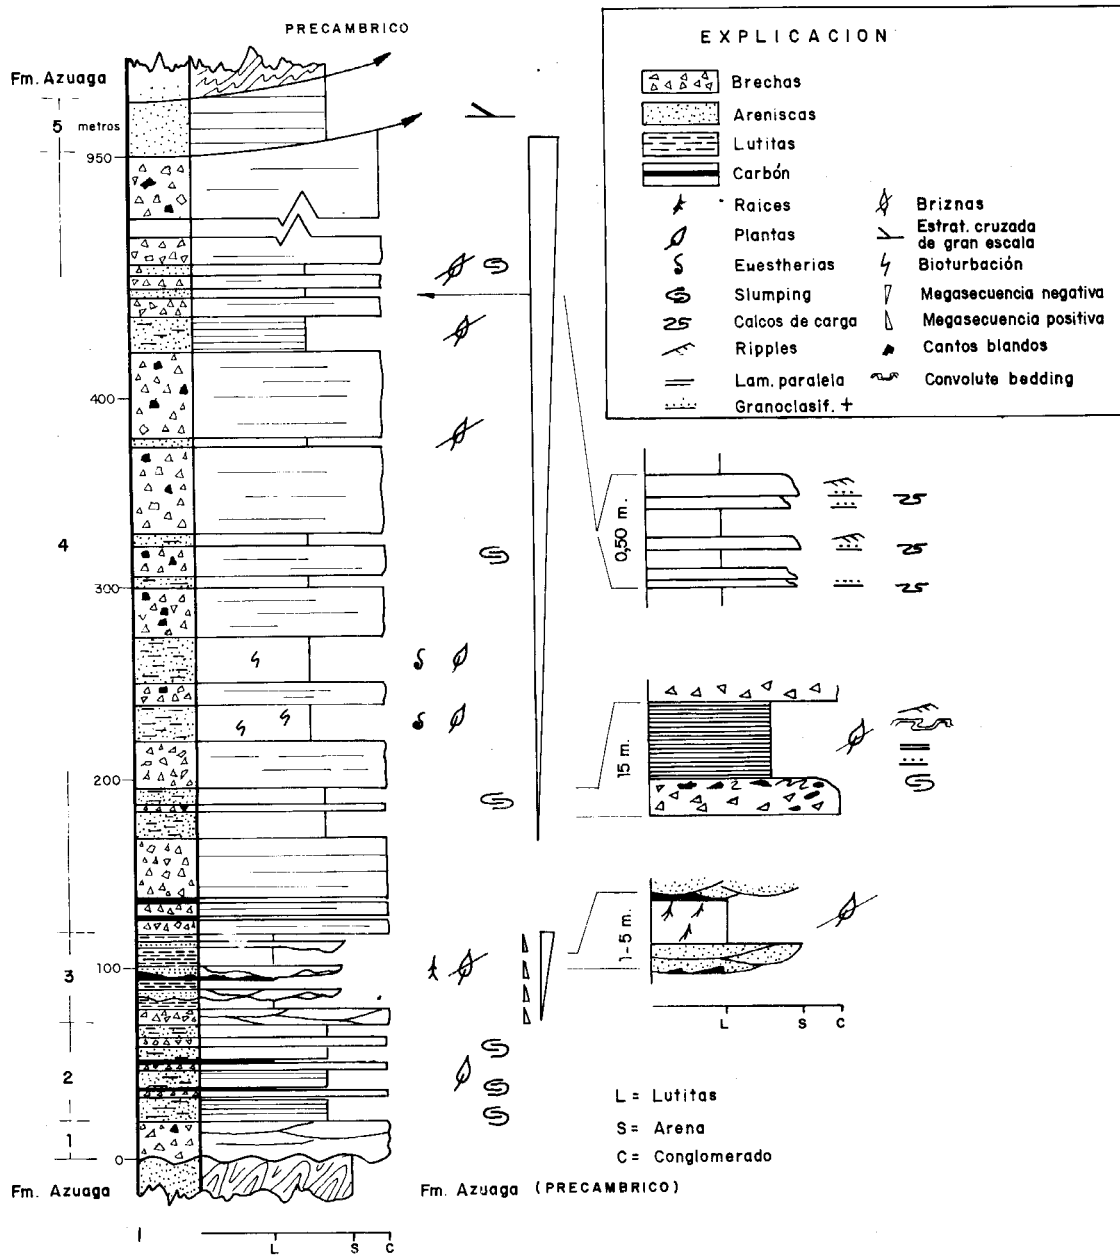 PRECAMBRICO
Fm. Azuaga
5 metros
950
400
4
300
200
3
100
2
1
0
Fm. Azuaga
Fm. Azuaga (PRECAMBRICO)
L
S
C
EXPLICACION
Brechas
Areniscas
Lutitas
Carbón
Raices
Plantas
Euestherias
Slumping
Calcos de carga
Ripples
Lam. paralela
Granoclasif. +
Briznas
Estrat. cruzada
de gran escala
Bioturbación
Megasecuencia negativa
Megasecuencia positiva
Cantos blandos
Convolute bedding
0,50 m.
15 m.
1-5 m.
L
S
C
L = Lutitas
S = Arena
C = Conglomerado